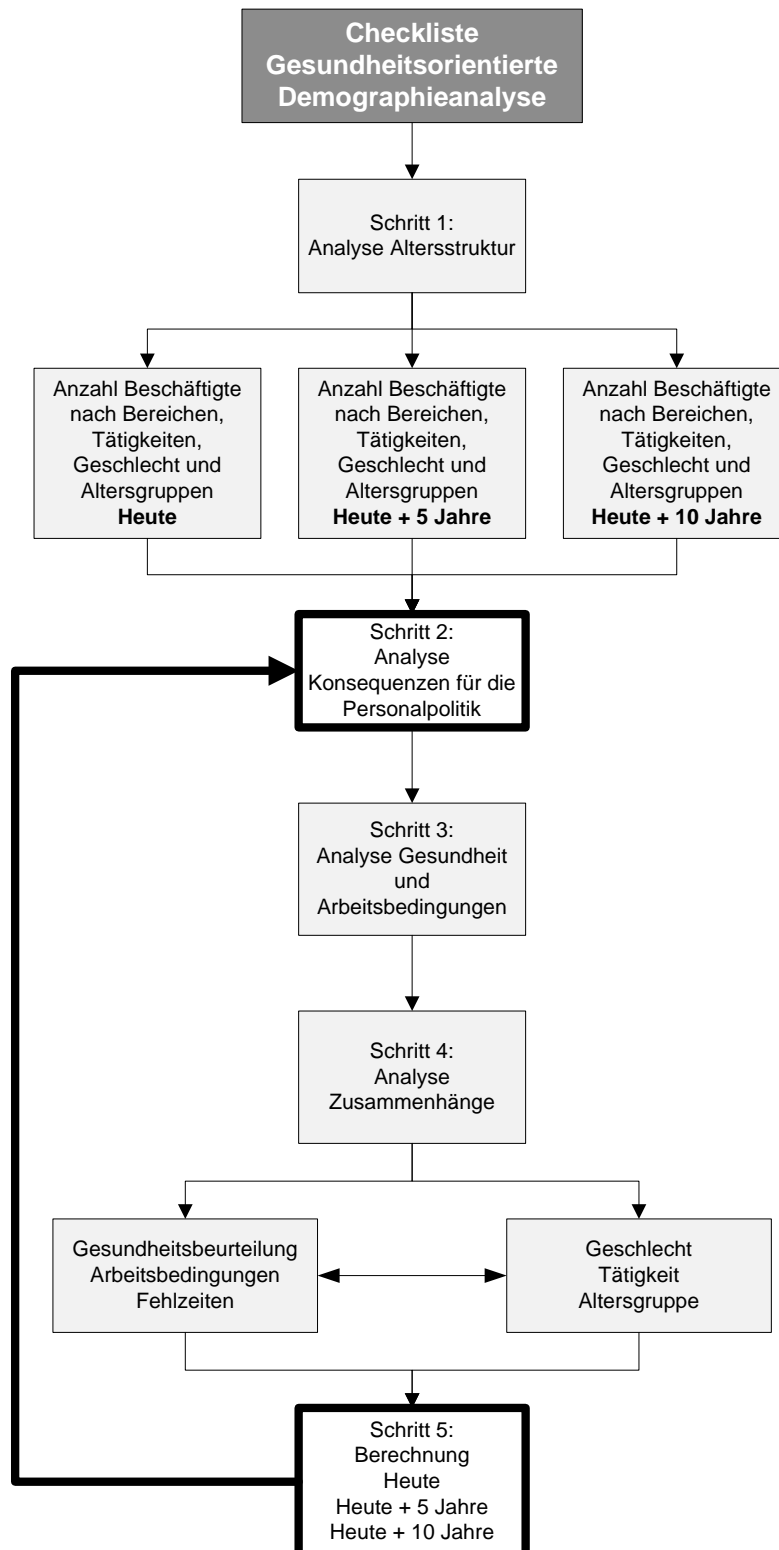 Checkliste
Gesundheitsorientierte
Demographieanalyse
Schritt 1:
Analyse Altersstruktur
Anzahl Beschäftigte
nach Bereichen,
Tätigkeiten,
Geschlecht und
Altersgruppen
Heute
Anzahl Beschäftigte
nach Bereichen,
Tätigkeiten,
Geschlecht und
Altersgruppen
Heute + 5 Jahre
Anzahl Beschäftigte
nach Bereichen,
Tätigkeiten,
Geschlecht und
Altersgruppen
Heute + 10 Jahre
Schritt 2:
Analyse
Konsequenzen für die
Personalpolitik
Schritt 3:
Analyse Gesundheit
und
Arbeitsbedingungen
Schritt 4:
Analyse
Zusammenhänge
Gesundheitsbeurteilung
Arbeitsbedingungen
Fehlzeiten
Geschlecht
Tätigkeit
Altersgruppe
Schritt 5:
Berechnung
Heute
Heute + 5 Jahre
Heute + 10 Jahre